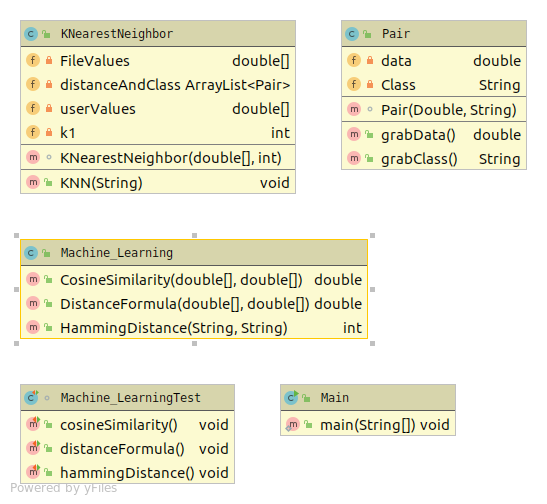 KNearestNeighbor
FileValues double[]
distanceAndClass ArrayList<Pair>
userValues double[]
k1 int
KNearestNeighbor(double[], int)
KNN(String) void
Pair
data double
Class String
Pair(Double, String)
grabData() double
grabClass() String
Machine_Learning
CosineSimilarity(double[], double[]) double
DistanceFormula(double[], double[]) double
HammingDistance(String, String) int
Machine_LearningTest
cosineSimilarity() void
distanceFormula() void
hammingDistance() void
Main
main(String[]) void
Powered by yFiles